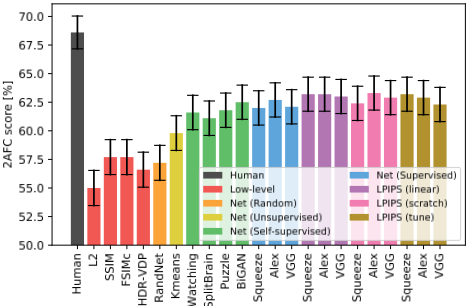 2AFC score [%]
70.0
67.5
65.0
62.5
60.0
57.5
55.0
52.5
50.0
Human
Low-level
Net (Random)
Net (Unsupervised)
Net (Self-supervised)
Net (Supervised)
LPIPS (linear)
LPIPS (scratch)
LPIPS (tune)
Human
L2
SSIM
FSIMc
HDR-VDP
RandNet
Kmeans
Watching
SplitBrain
Puzzle
BiGAN
Squeeze
Alex
VGG
Squeeze
Alex
VGG
Squeeze
Alex
VGG
Squeeze
Alex
VGG